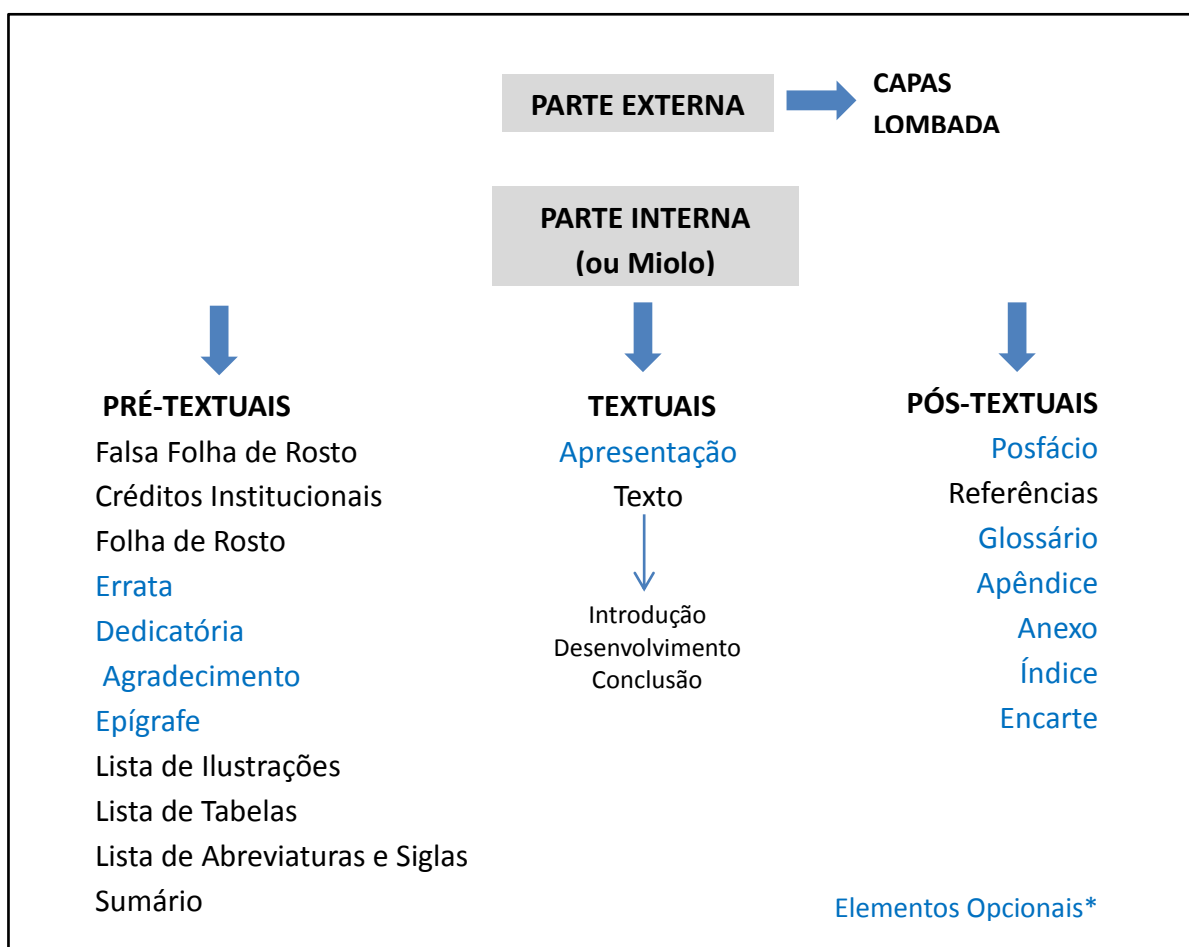 PARTE EXTERNA
CAPAS
LOMBADA
PARTE INTERNA
(ou Miolo)
PRÉ-TEXTUAIS
Falsa Folha de Rosto
Créditos Institucionais
Folha de Rosto
Errata
Dedicatória
Agradecimento
Epígrafe
Lista de Ilustrações
Lista de Tabelas
Lista de Abreviaturas e Siglas
Sumário
TEXTUAIS
Apresentação
Texto
Introdução
Desenvolvimento
Conclusão
PÓS-TEXTUAIS
Posfácio
Referências
Glossário
Apêndice
Anexo
Índice
Encarte
Elementos Opcionais*